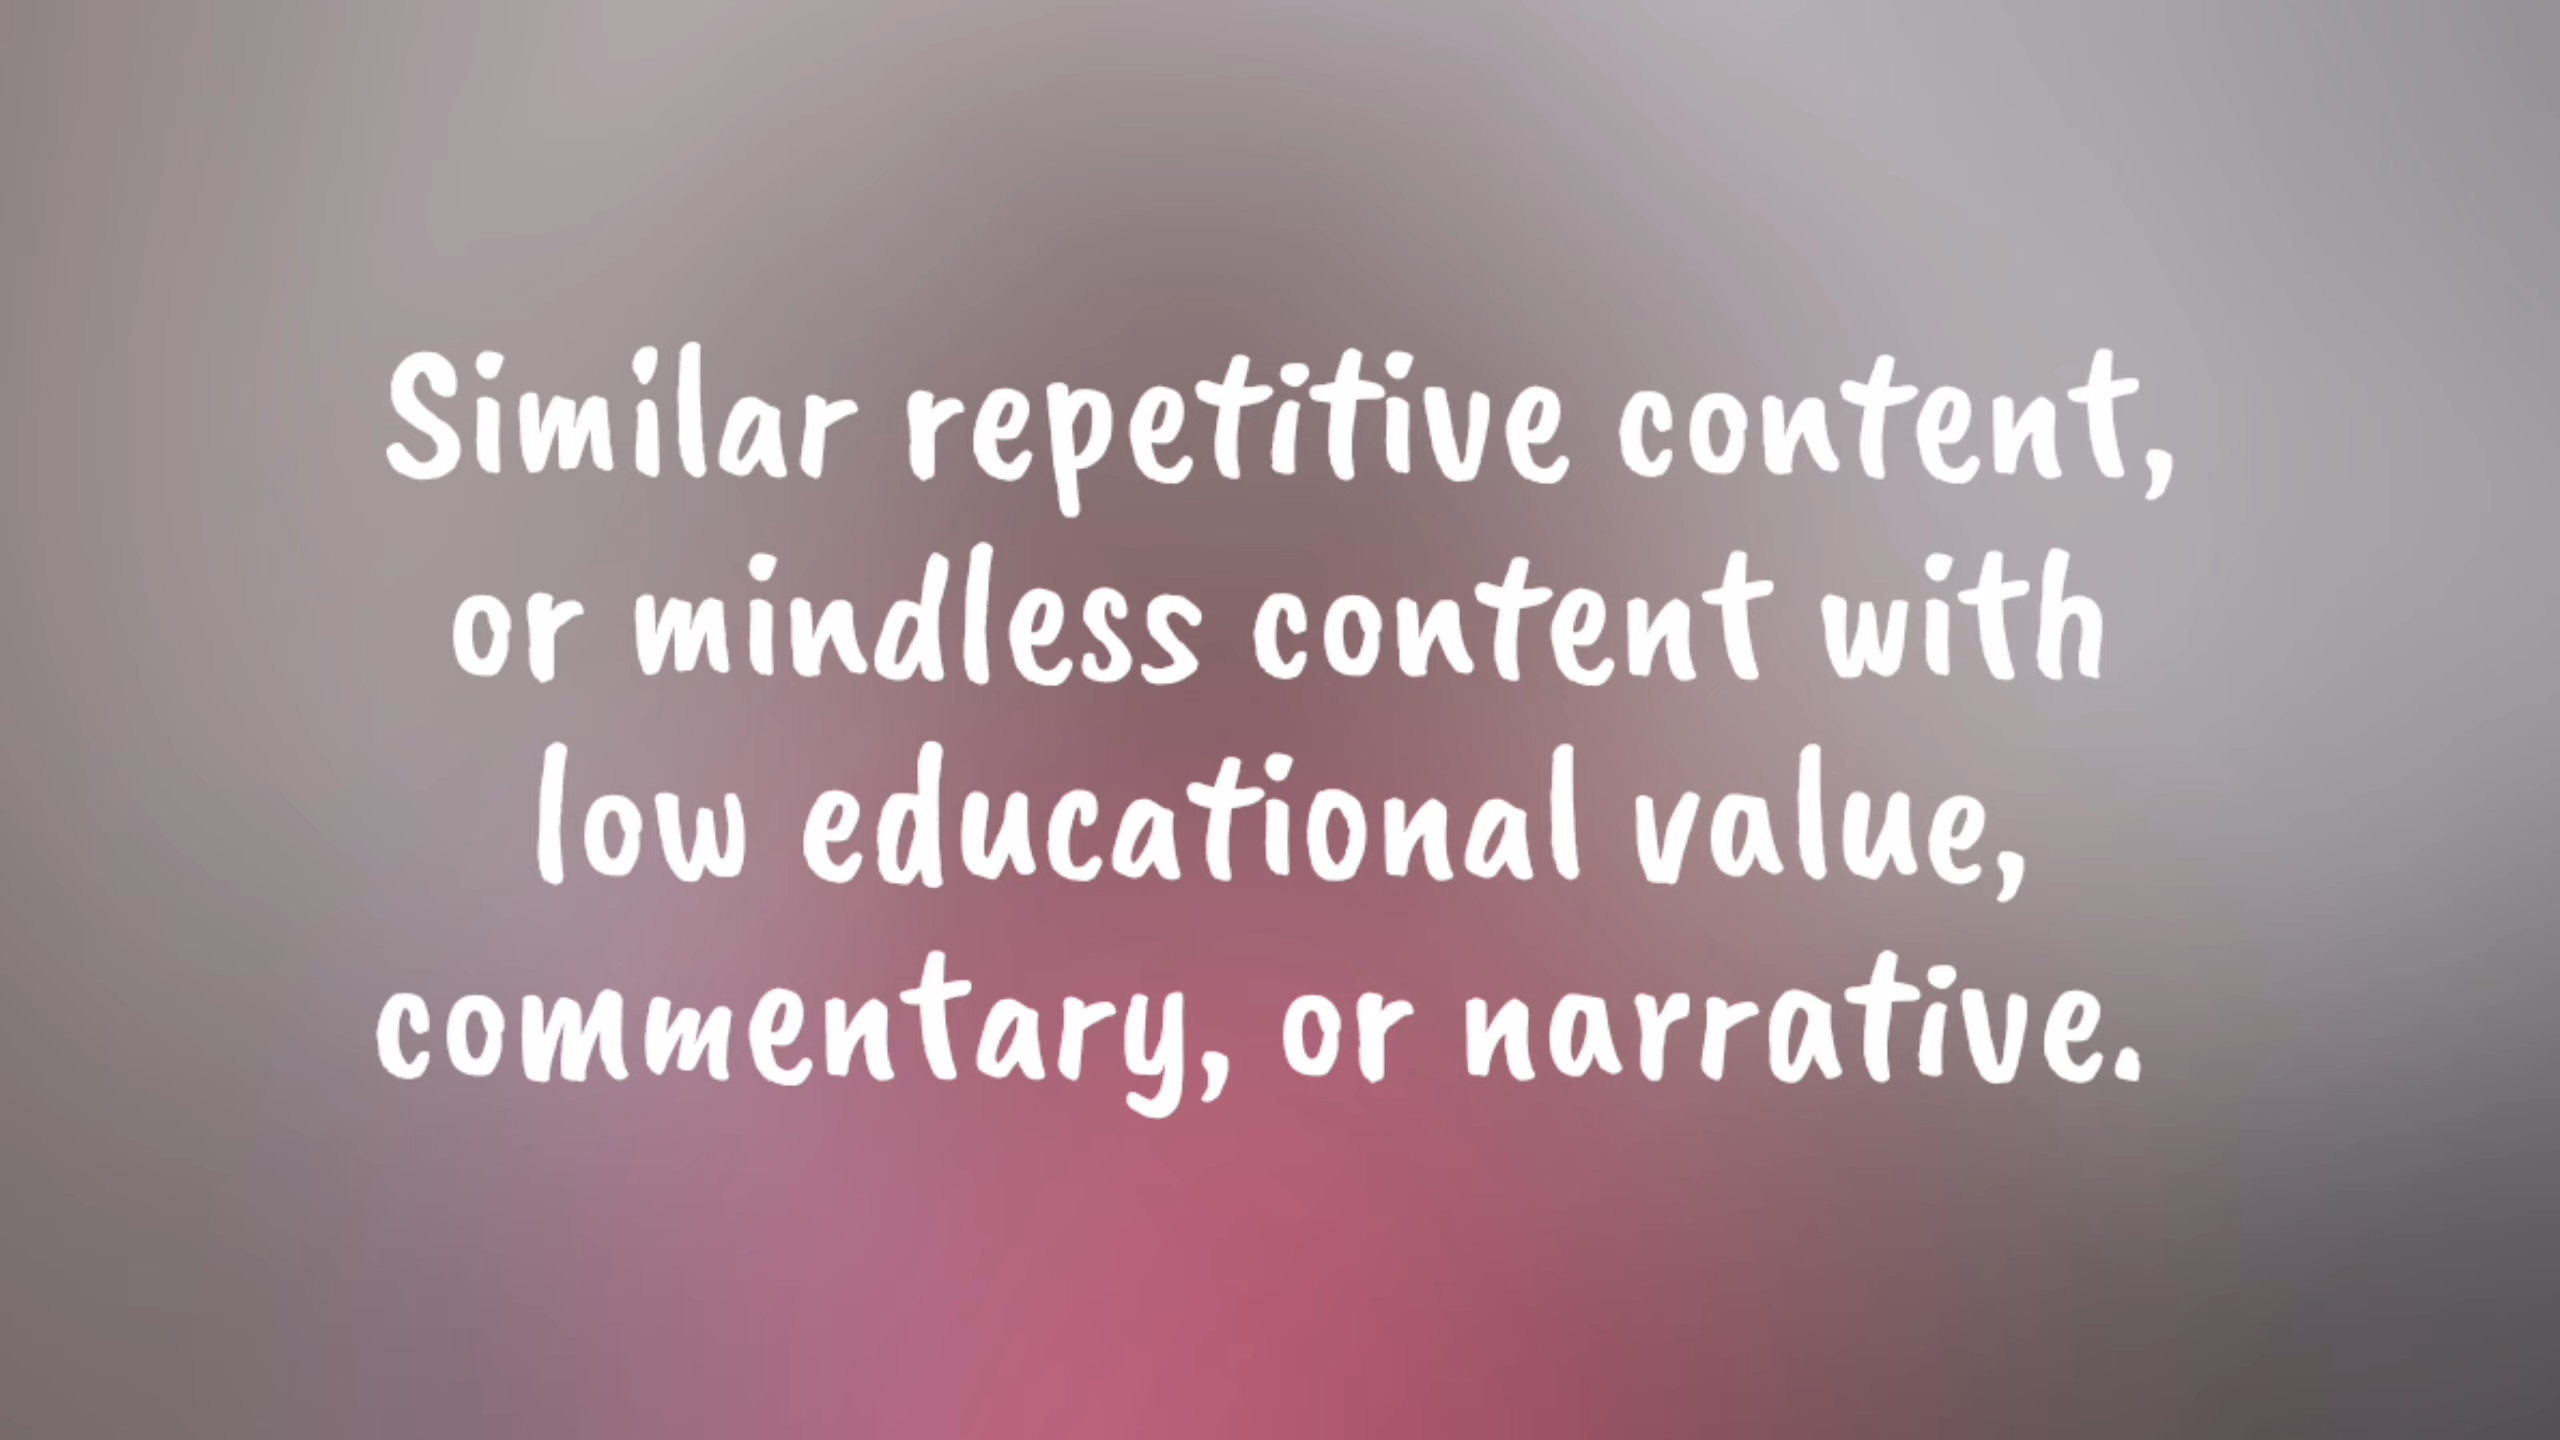 Similar repetitive content,
or mindless content with
low educational value,
commentary, or narrative.